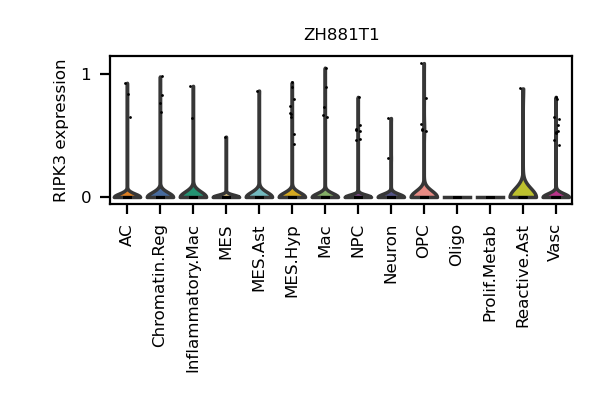 ZH881T1
RIPK3 expression
1
0
AC
Chromatin.Reg
Inflammatory.Mac
MES
MES.Ast
MES.Hyp
Mac
NPC
Neuron
OPC
Oligo
Prolif.Metab
Reactive.Ast
Vasc